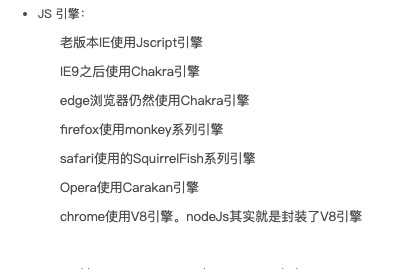 • JS 引擎：
老版本IE使用Jscript引擎
IE9之后使用Chakra引擎
edge浏览器仍然使用Chakra引擎
firefox使用monkey系列引擎
safari使用的SquirrelFish系列引擎
Opera使用Carakan引擎
chrome使用V8引擎。nodeJs其实就是封装了V8引擎